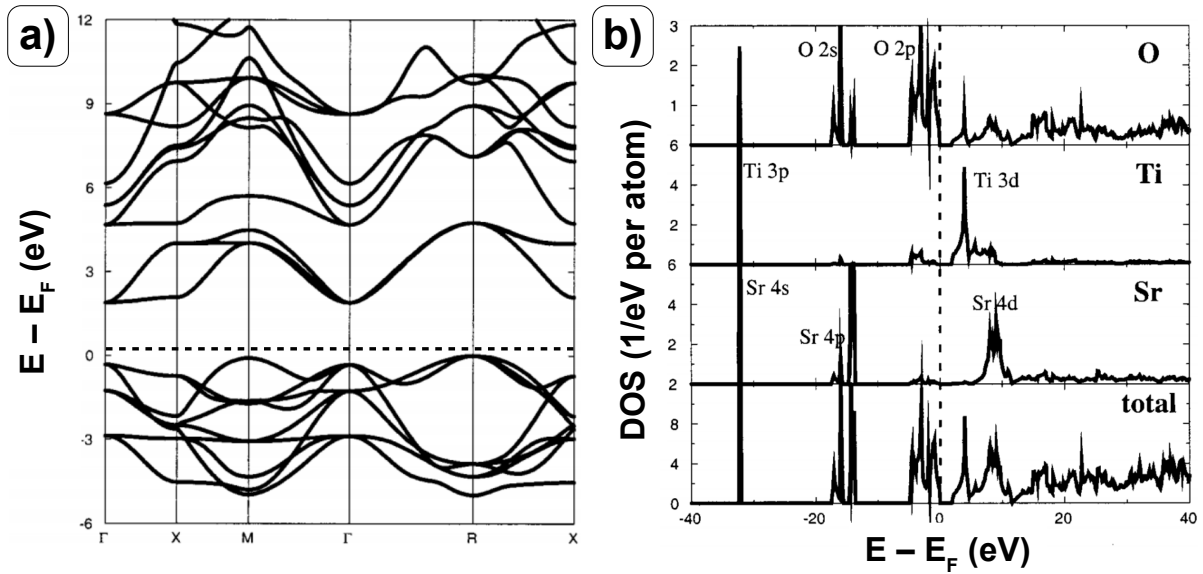 a)
E – E_F (eV)
12
9
6
3
0
-3
-6
Γ X M Γ R X
b)
DOS (1/eV per atom)
3
2
1
6
O 2s
O 2p
O
4
2
6
Ti 3p
Ti 3d
Ti
4
2
2
Sr 4s
Sr 4p
Sr 4d
Sr
8
4
0
total
-40 -20 0 20 40
E – E_F (eV)